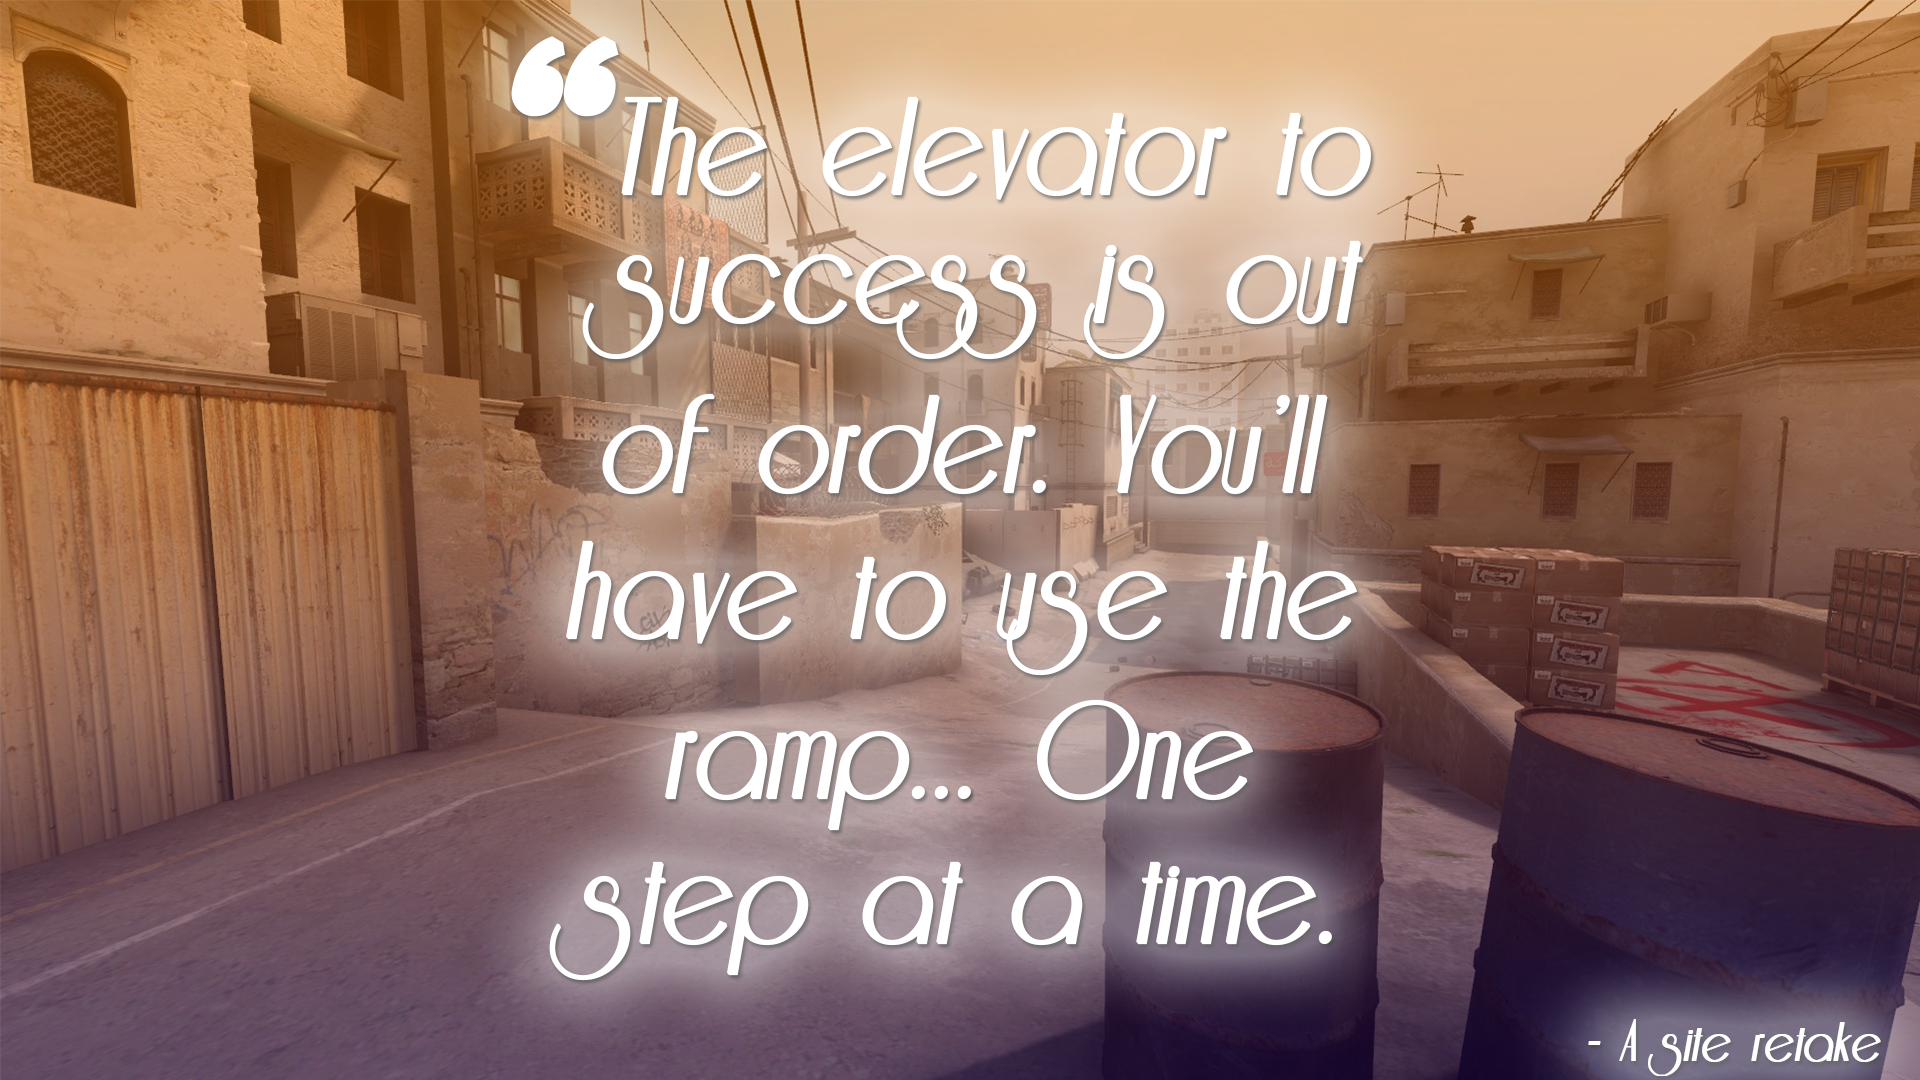 “The elevator to
success is out
of order. You'll
have to use the
ramp... One
step at a time.
- A site retake